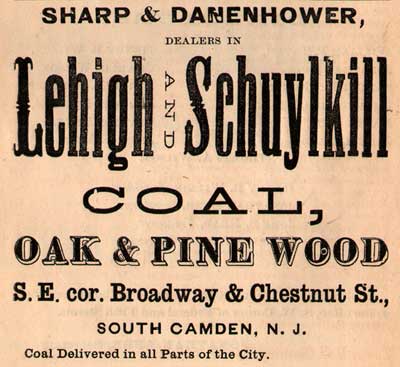 SHARP & DANENHOWER,
DEALERS IN
Lehigh AND Schuylkill
COAL,
OAK & PINE WOOD
S. E. cor. Broadway & Chestnut St.,
SOUTH CAMDEN, N. J.
Coal Delivered in all Parts of the City.